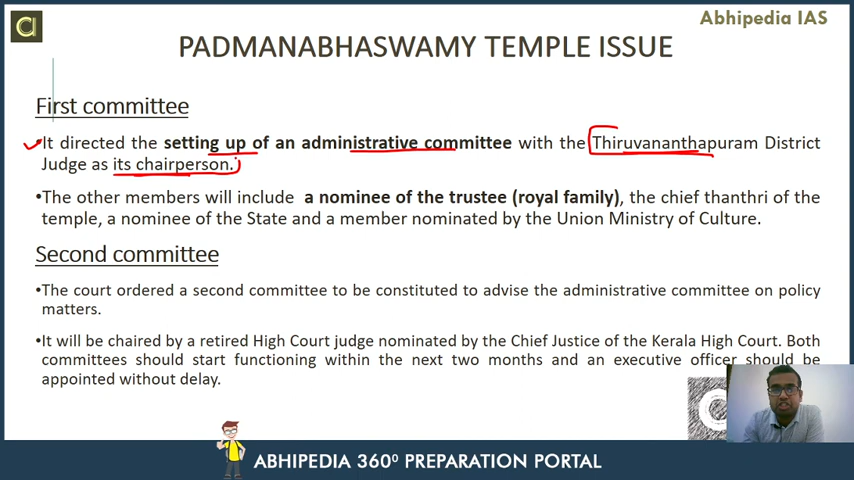 Abhipedia IAS
PADMANABHASWAMY TEMPLE ISSUE
First committee
•It directed the setting up of an administrative committee with the Thiruvananthapuram District
Judge as its chairperson.
•The other members will include a nominee of the trustee (royal family), the chief thanthri of the
temple, a nominee of the State and a member nominated by the Union Ministry of Culture.
Second committee
•The court ordered a second committee to be constituted to advise the administrative committee on policy
matters.
•It will be chaired by a retired High Court judge nominated by the Chief Justice of the Kerala High Court. Both
committees should start functioning within the next two months and an executive officer should be
appointed without delay.
ABHIPEDIA 360⁰ PREPARATION PORTAL